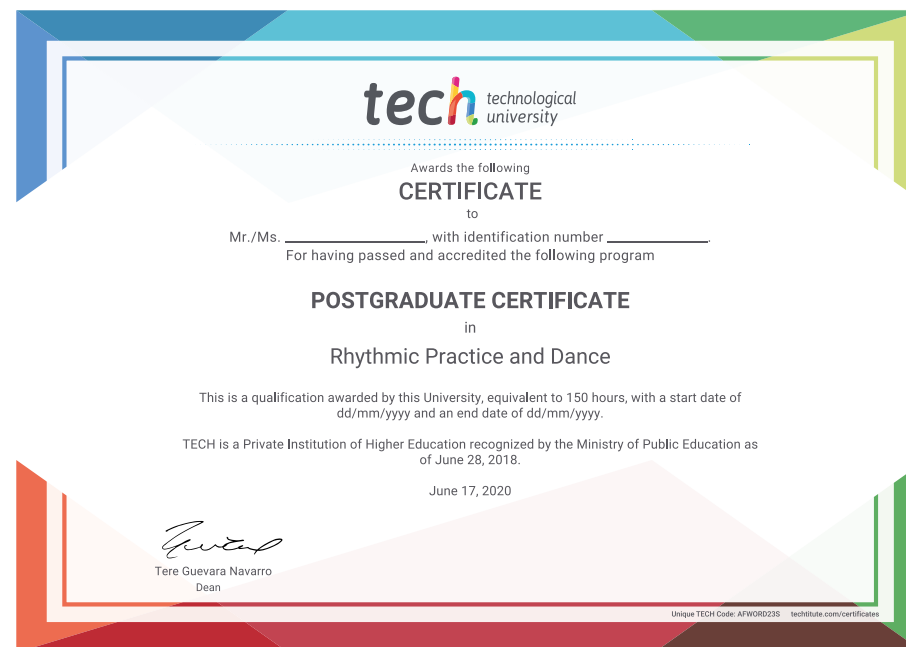 tech technological
university
Awards the following
CERTIFICATE
to
Mr./Ms. ____________________, with identification number ______________.
For having passed and accredited the following program
POSTGRADUATE CERTIFICATE
in
Rhythmic Practice and Dance
This is a qualification awarded by this University, equivalent to 150 hours, with a start date of
dd/mm/yyyy and an end date of dd/mm/yyyy.
TECH is a Private Institution of Higher Education recognized by the Ministry of Public Education as
of June 28, 2018.
June 17, 2020
Tere Guevara Navarro
Dean
Unique TECH Code: AFWORD23S techtitute.com/certificates